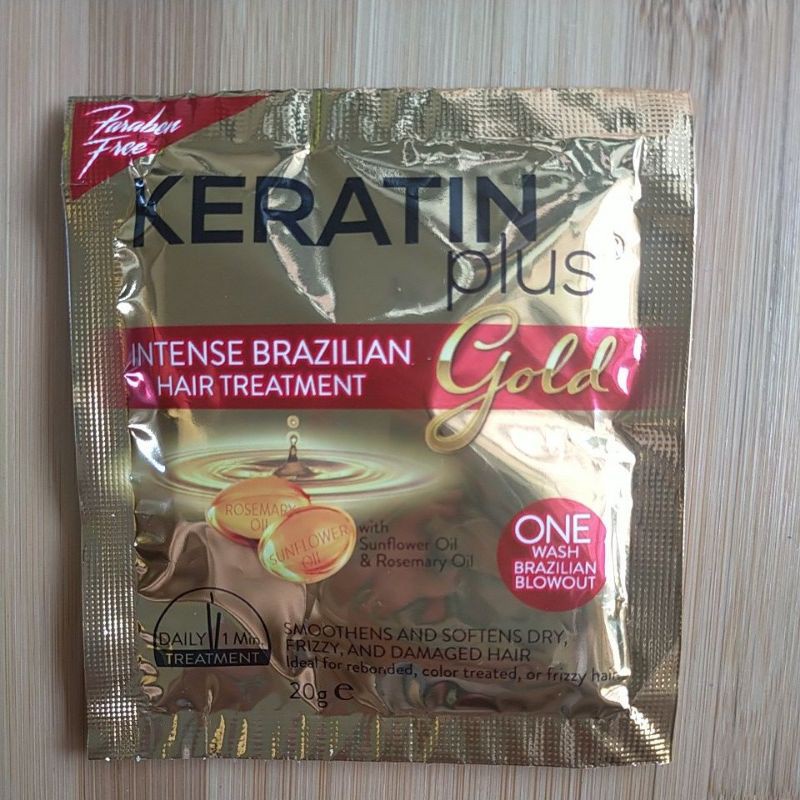 Paraben
Free
KERATIN
plus
INTENSE BRAZILIAN
HAIR TREATMENT
Gold
ROSEMARY
OIL
SUNFLOWER
OIL
with
Sunflower Oil
& Rosemary Oil
ONE
WASH
BRAZILIAN
BLOWOUT
DAILY 1 Min.
TREATMENT
SMOOTHENS AND SOFTENS DRY,
FRIZZY, AND DAMAGED HAIR
Ideal for rebonded, color treated, or frizzy hair
20g e